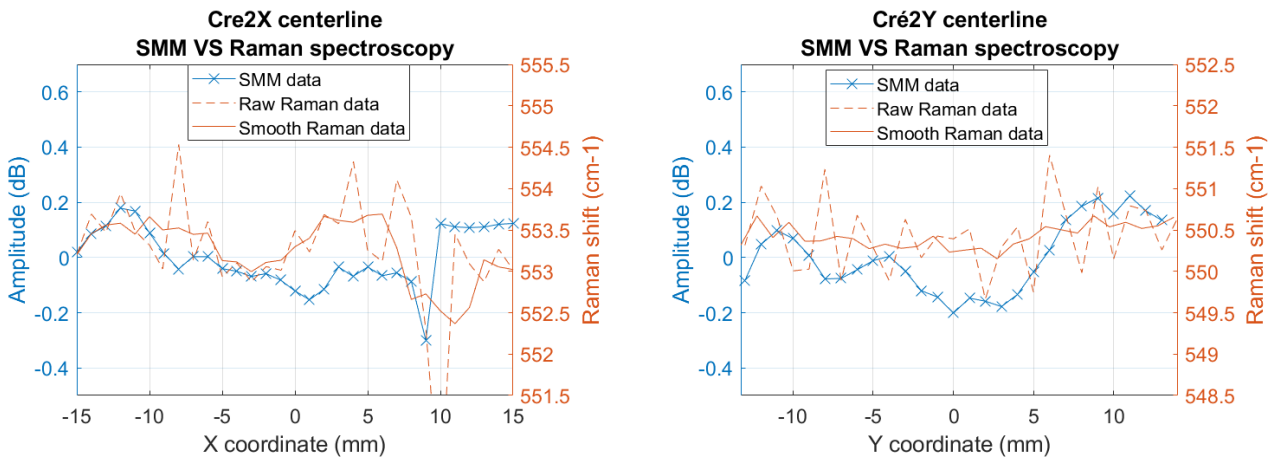 Cre2X centerline
SMM VS Raman spectroscopy
SMM data
Raw Raman data
Smooth Raman data
Amplitude (dB)
0.6
0.4
0.2
0
-0.2
-0.4
555.5
555
554.5
554
553.5
553
552.5
552
551.5
Raman shift (cm-1)
-15 -10 -5 0 5 10 15
X coordinate (mm)
Cré2Y centerline
SMM VS Raman spectroscopy
SMM data
Raw Raman data
Smooth Raman data
Amplitude (dB)
0.6
0.4
0.2
0
-0.2
-0.4
552.5
552
551.5
551
550.5
550
549.5
549
548.5
Raman shift (cm-1)
-10 -5 0 5 10
Y coordinate (mm)